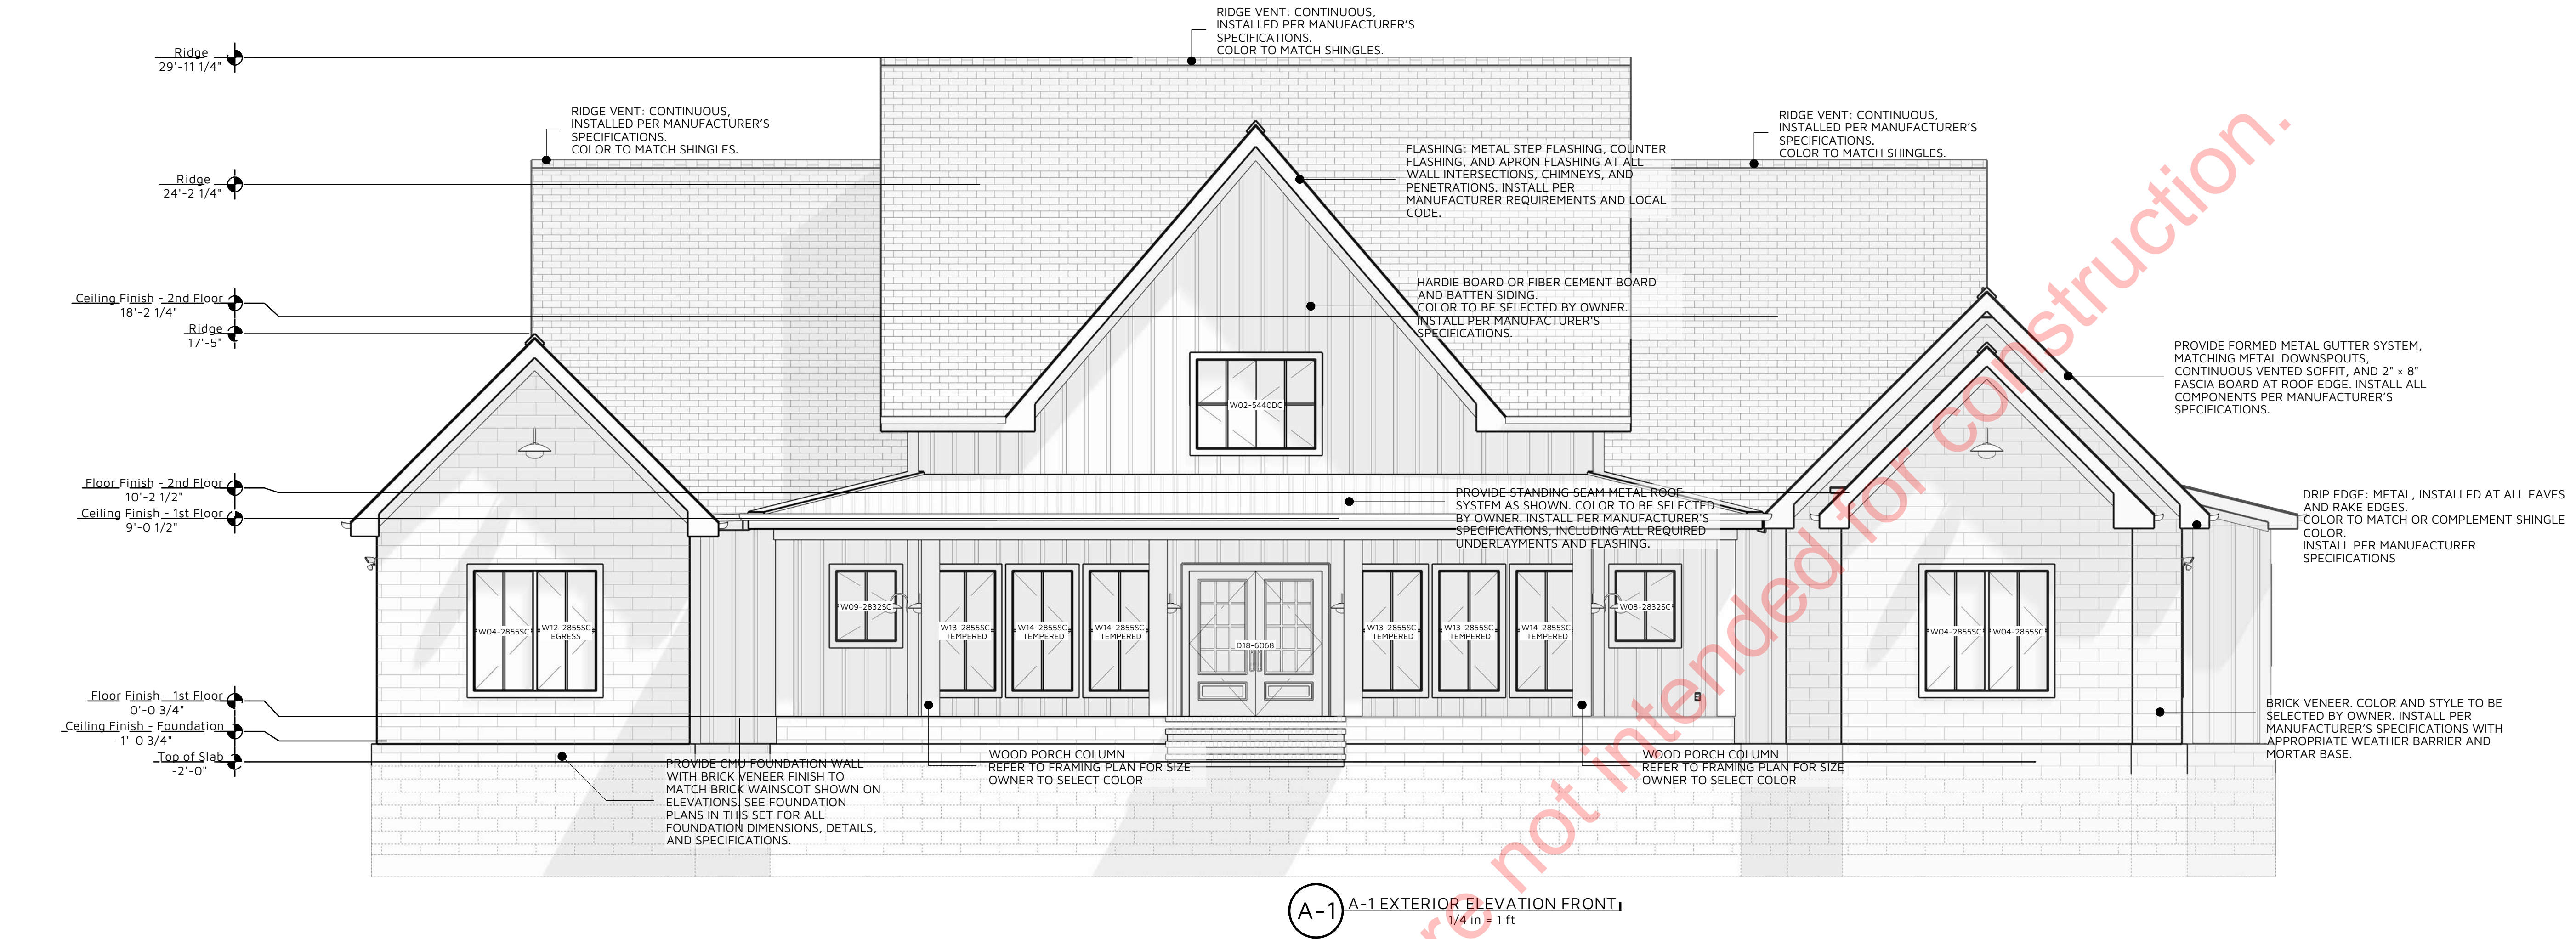 RIDGE VENT: CONTINUOUS,
INSTALLED PER MANUFACTURER'S
SPECIFICATIONS.
COLOR TO MATCH SHINGLES.
Ridge
29'-11 1/4"
RIDGE VENT: CONTINUOUS,
INSTALLED PER MANUFACTURER'S
SPECIFICATIONS.
COLOR TO MATCH SHINGLES.
RIDGE VENT: CONTINUOUS,
INSTALLED PER MANUFACTURER'S
SPECIFICATIONS.
COLOR TO MATCH SHINGLES.
FLASHING: METAL STEP FLASHING, COUNTER
FLASHING, AND APRON FLASHING AT ALL
WALL INTERSECTIONS, CHIMNEYS, AND
PENETRATIONS. INSTALL PER
MANUFACTURER REQUIREMENTS AND LOCAL
CODE.
Ridge
24'-2 1/4"
HARDIE BOARD OR FIBER CEMENT BOARD
AND BATTEN SIDING.
COLOR TO BE SELECTED BY OWNER.
INSTALL PER MANUFACTURER'S
SPECIFICATIONS.
Ceiling Finish - 2nd Floor
18'-2 1/4"
Ridge
17'-5"
PROVIDE FORMED METAL GUTTER SYSTEM,
MATCHING METAL DOWNSPOUTS,
CONTINUOUS VENTED SOFFIT, AND 2" × 8"
FASCIA BOARD AT ROOF EDGE. INSTALL ALL
COMPONENTS PER MANUFACTURER'S
SPECIFICATIONS.
W02-5440DC
Floor Finish - 2nd Floor
10'-2 1/2"
Ceiling Finish - 1st Floor
9'-0 1/2"
PROVIDE STANDING SEAM METAL ROOF
SYSTEM AS SHOWN. COLOR TO BE SELECTED
BY OWNER. INSTALL PER MANUFACTURER'S
SPECIFICATIONS, INCLUDING ALL REQUIRED
UNDERLAYMENTS AND FLASHING.
DRIP EDGE: METAL, INSTALLED AT ALL EAVES
AND RAKE EDGES.
COLOR TO MATCH OR COMPLEMENT SHINGLE
COLOR.
INSTALL PER MANUFACTURER
SPECIFICATIONS
W04-2855SC
W12-2855SC
EGRESS
W09-2832SC
W13-2855SC
TEMPERED
W14-2855SC
TEMPERED
W14-2855SC
TEMPERED
D18-6068
W13-2855SC
TEMPERED
W13-2855SC
TEMPERED
W14-2855SC
TEMPERED
W08-2832SC
W04-2855SC
W04-2855SC
Floor Finish - 1st Floor
0'-0 3/4"
Ceiling Finish - Foundation
-1'-0 3/4"
Top of Slab
-2'-0"
BRICK VENEER. COLOR AND STYLE TO BE
SELECTED BY OWNER. INSTALL PER
MANUFACTURER'S SPECIFICATIONS WITH
APPROPRIATE WEATHER BARRIER AND
MORTAR BASE.
PROVIDE CMU FOUNDATION WALL
WITH BRICK VENEER FINISH TO
MATCH BRICK WAINSCOT SHOWN ON
ELEVATIONS. SEE FOUNDATION
PLANS IN THIS SET FOR ALL
FOUNDATION DIMENSIONS, DETAILS,
AND SPECIFICATIONS.
WOOD PORCH COLUMN
REFER TO FRAMING PLAN FOR SIZE
OWNER TO SELECT COLOR
WOOD PORCH COLUMN
REFER TO FRAMING PLAN FOR SIZE
OWNER TO SELECT COLOR
A-1
A-1 EXTERIOR ELEVATION FRONT
1/4 in = 1 ft
re not intended for construction.